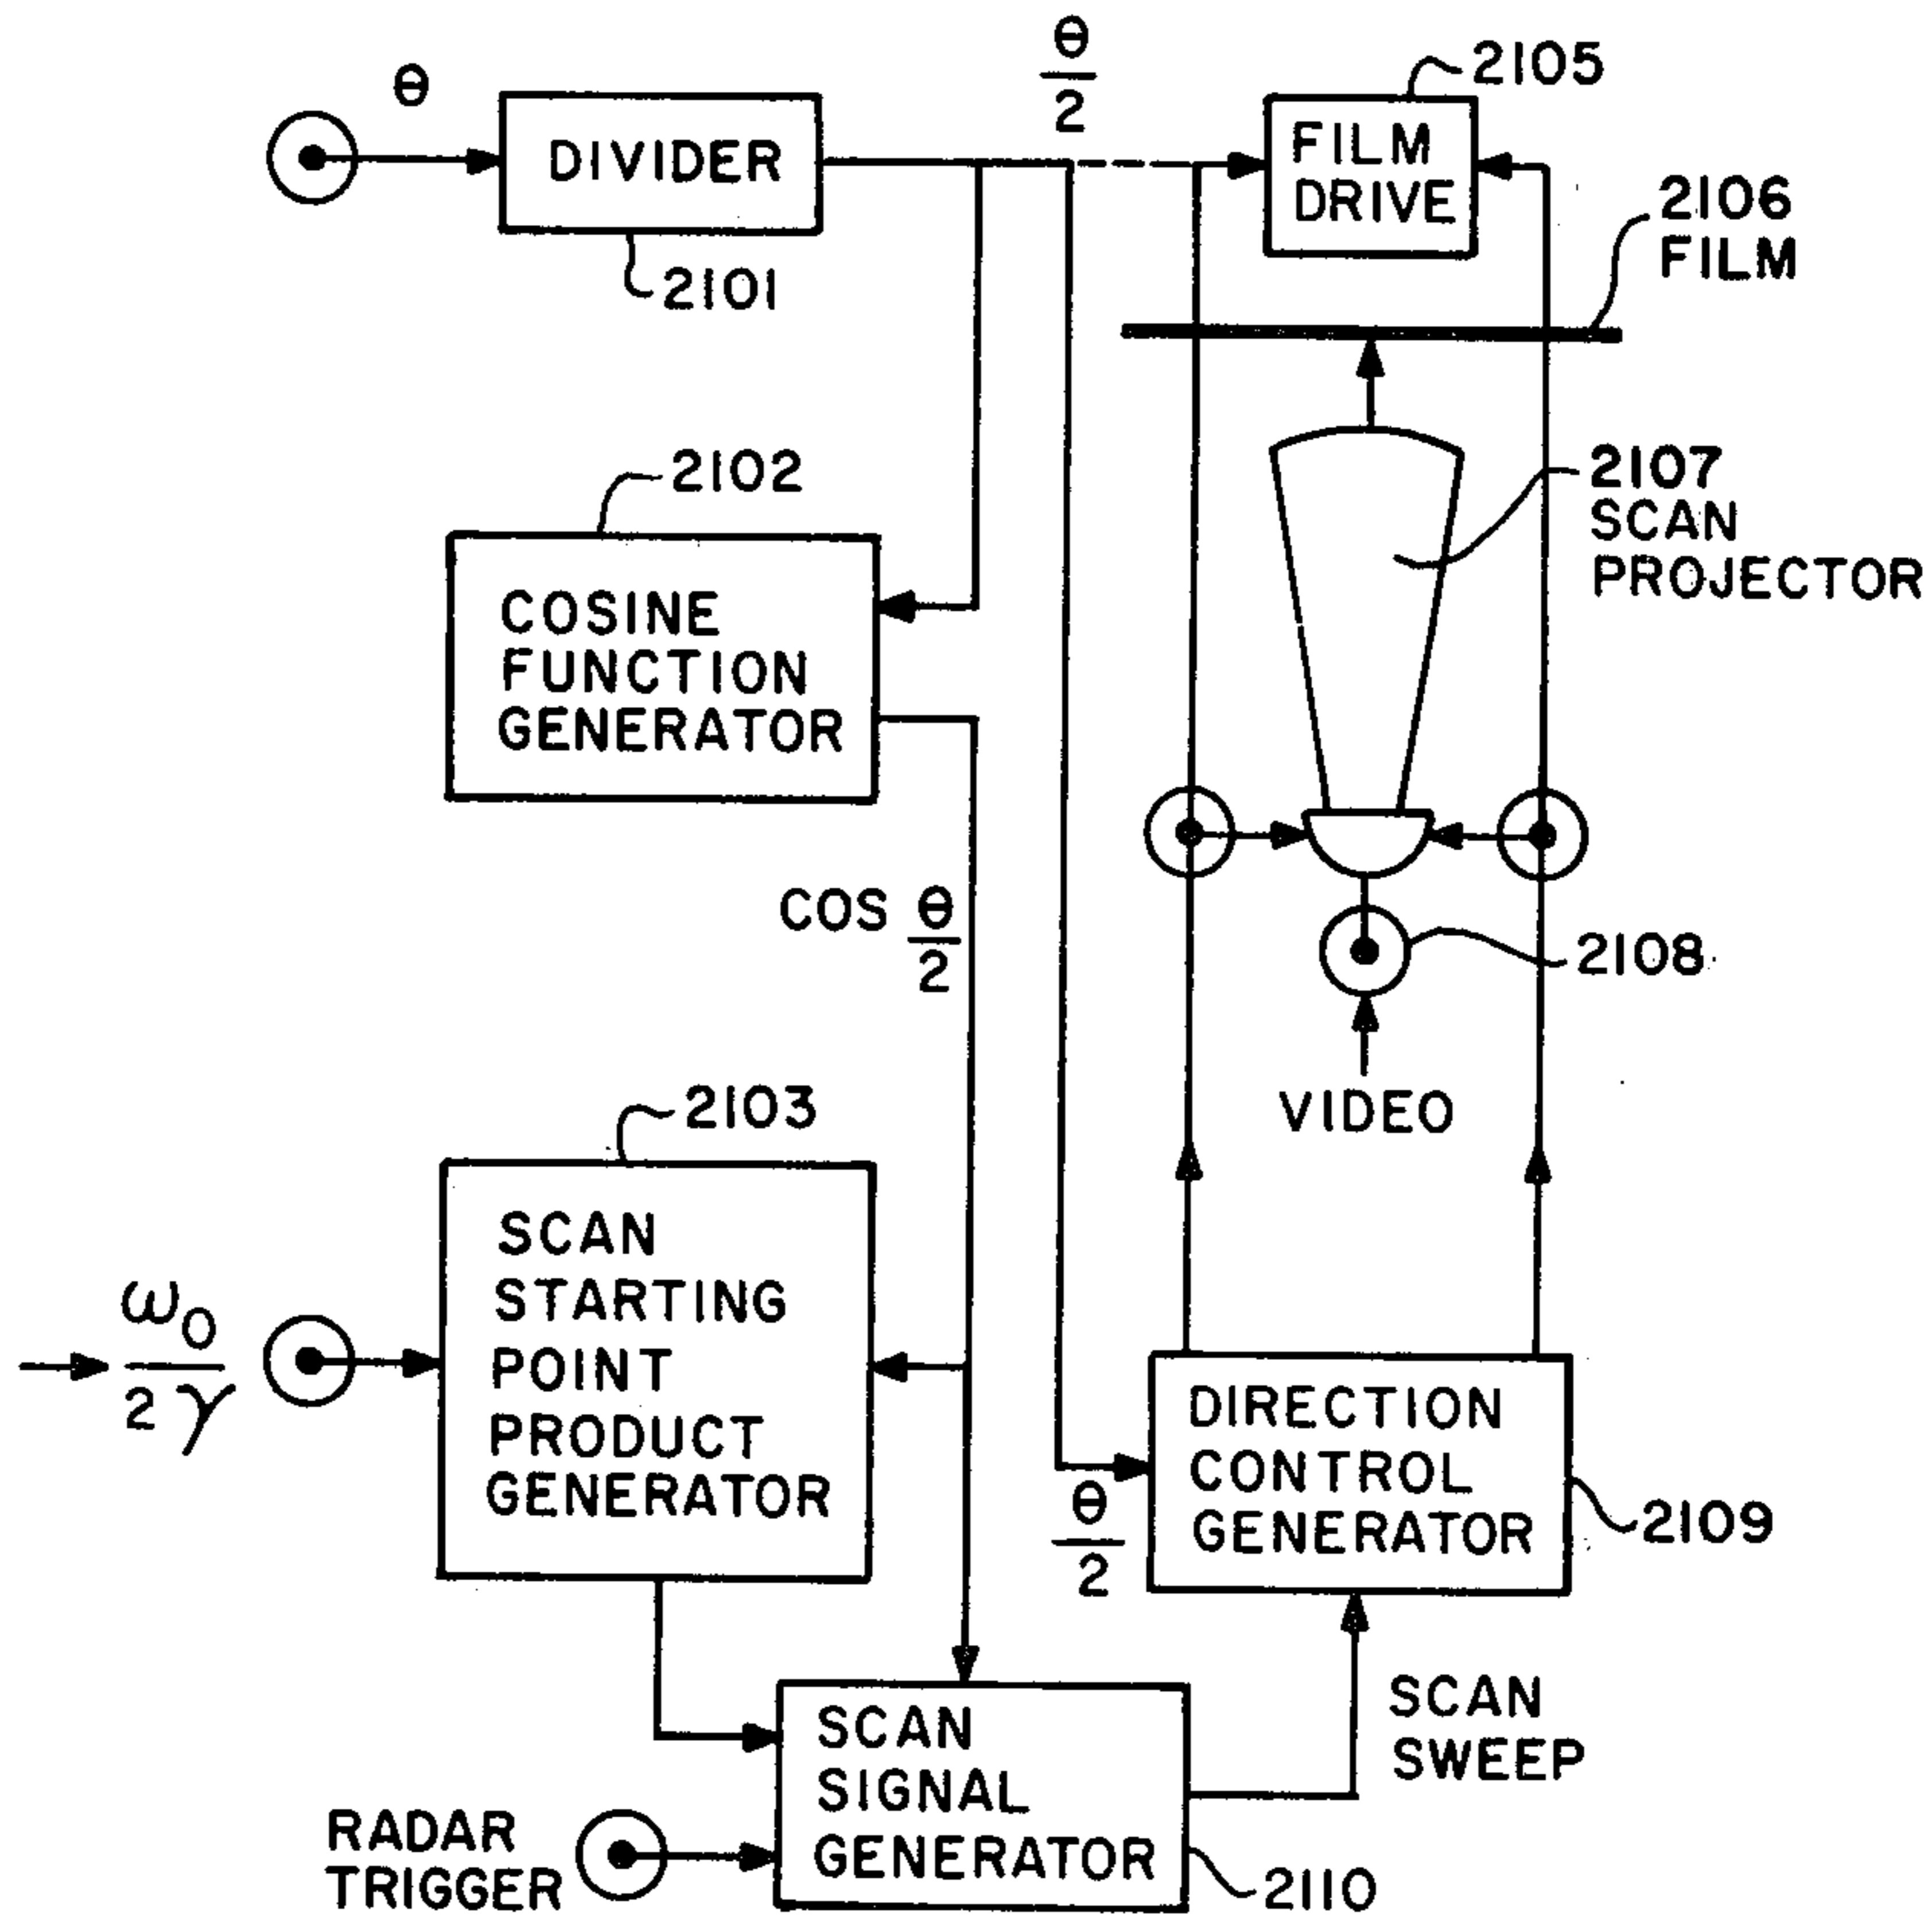 θ
DIVIDER
2101
θ
2
2105
FILM
DRIVE
2106
FILM
2102
COSINE
FUNCTION
GENERATOR
2107
SCAN
PROJECTOR
COS θ
2
2108
VIDEO
2103
SCAN
STARTING
POINT
PRODUCT
GENERATOR
ω0
2γ
DIRECTION
CONTROL
GENERATOR
θ
2
2109
SCAN
SIGNAL
GENERATOR
SCAN
SWEEP
RADAR
TRIGGER
2110